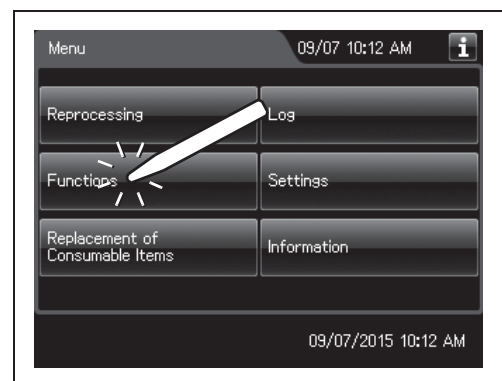 Menu 09/07 10:12 AM i
Reprocessing Log
Functions Settings
Replacement of
Consumable Items
Information
09/07/2015 10:12 AM